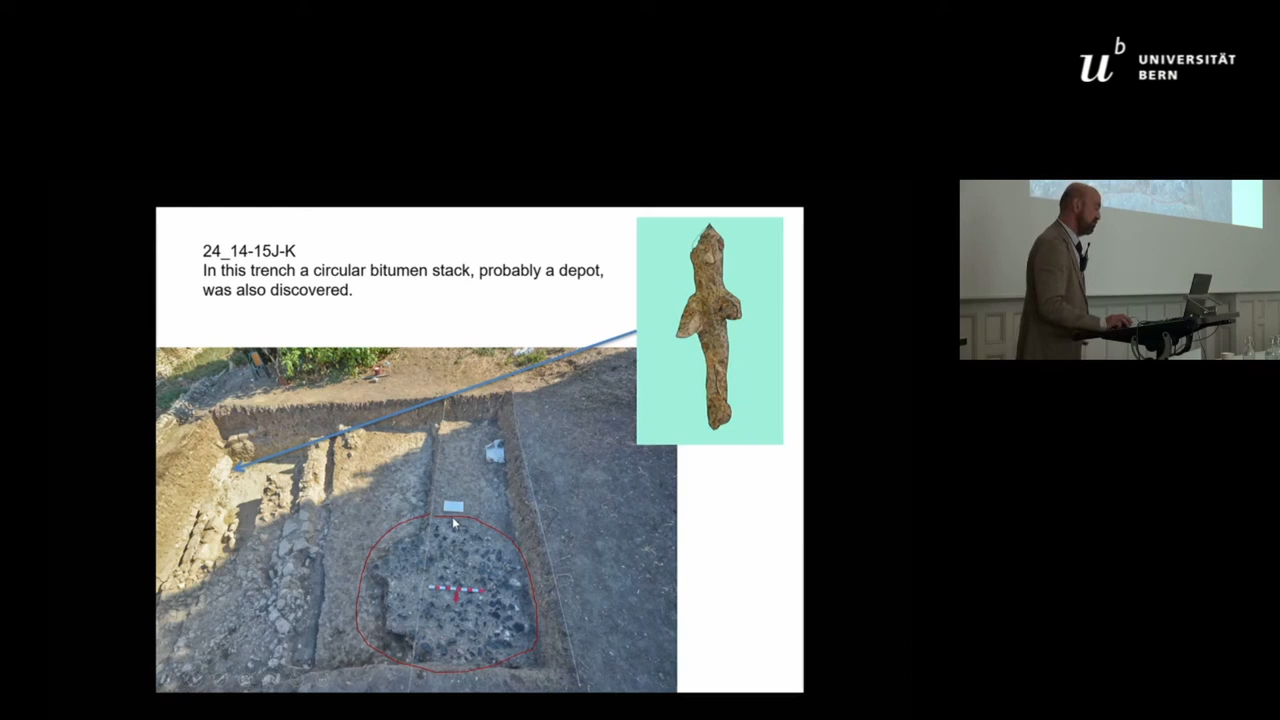 u^b
UNIVERSITÄT
BERN
24_14-15J-K
In this trench a circular bitumen stack, probably a depot,
was also discovered.